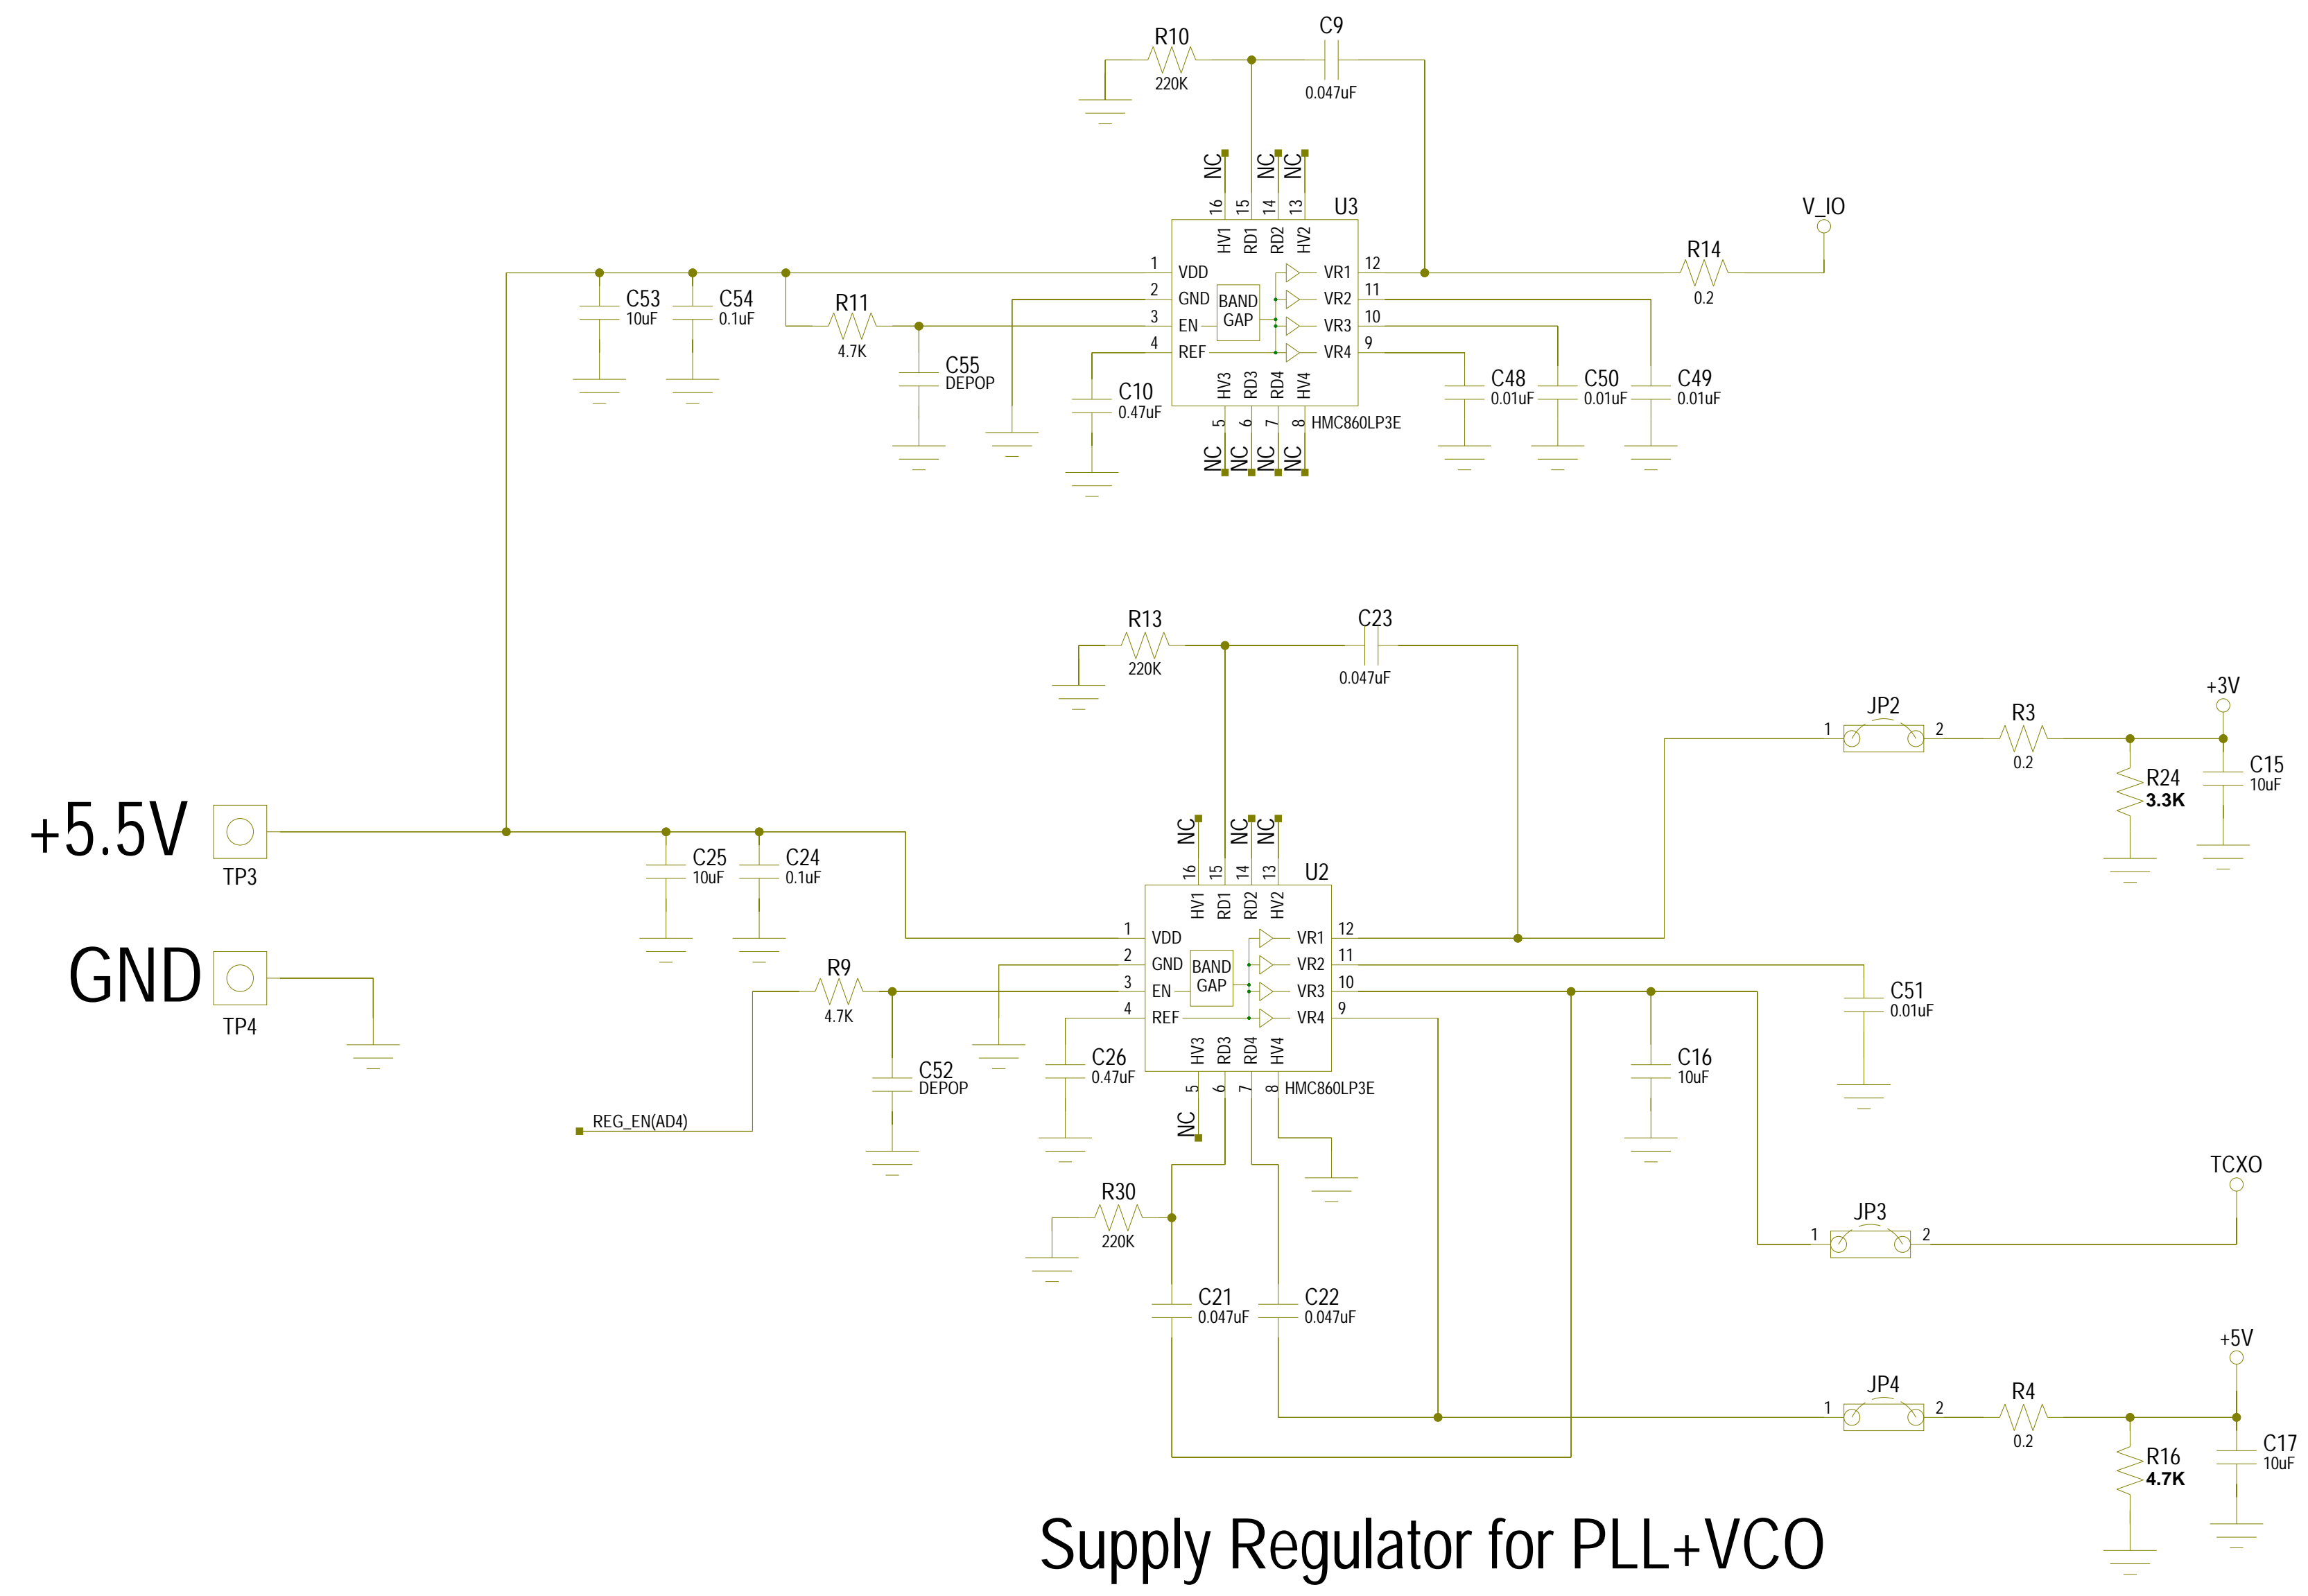 C9
R10
220K
0.047uF
NC
NC
NC
16
15
14
13
U3
V_IO
HV1
RD1
RD2
HV2
R14
0.2
1
VDD
VR1
12
2
GND
BAND
GAP
VR2
11
3
EN
VR3
10
4
REF
VR4
9
C53
10uF
C54
0.1uF
R11
4.7K
C55
DEPOP
C10
0.47uF
HV3
RD3
RD4
HV4
5
6
7
8
HMC860LP3E
NC
NC
NC
NC
C48
0.01uF
C50
0.01uF
C49
0.01uF
R13
220K
C23
0.047uF
+3V
JP2
1
2
R3
0.2
R24
3.3K
C15
10uF
+5.5V
TP3
C25
10uF
C24
0.1uF
NC
NC
NC
16
15
14
13
U2
HV1
RD1
RD2
HV2
GND
TP4
1
VDD
VR1
12
2
GND
BAND
GAP
VR2
11
3
EN
VR3
10
4
REF
VR4
9
R9
4.7K
C51
0.01uF
C52
DEPOP
C26
0.47uF
HV3
RD3
RD4
HV4
5
6
7
8
HMC860LP3E
C16
10uF
REG_EN(AD4)
NC
TCXO
R30
220K
JP3
1
2
C21
0.047uF
C22
0.047uF
+5V
JP4
1
2
R4
0.2
R16
4.7K
C17
10uF
Supply Regulator for PLL+VCO